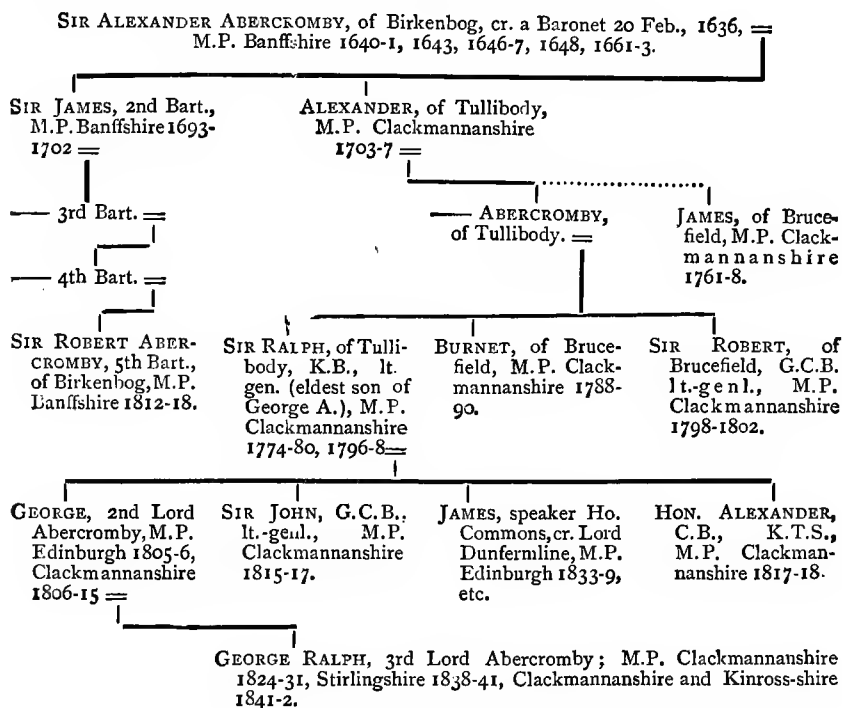 SIR ALEXANDER ABERCROMBY, of Birkenbog, cr. a Baronet 20 Feb., 1636, =
M.P. Banffshire 1640-1, 1643, 1646-7, 1648, 1661-3.
SIR JAMES, 2nd Bart.,
M.P. Banffshire 1693-
1702 =
ALEXANDER, of Tullibody,
M.P. Clackmannanshire
1703-7 =
—— 3rd Bart. =
—— ABERCROMBY,
of Tullibody. =
JAMES, of Bruce-
field, M.P. Clack-
mannanshire
1761-8.
—— 4th Bart. =
SIR ROBERT ABER-
CROMBY, 5th Bart.,
of Birkenbog, M.P.
Banffshire 1812-18.
SIR RALPH, of Tulli-
body, K.B., lt.
gen. (eldest son of
George A.), M.P.
Clackmannanshire
1774-80, 1796-8=
BURNET, of Bruce-
field, M.P. Clack-
mannanshire 1788-
90.
SIR ROBERT, of
Brucefield, G.C.B.
lt.-genl., M.P.
Clackmannanshire
1798-1802.
GEORGE, 2nd Lord
Abercromby, M.P.
Edinburgh 1805-6,
Clackmannanshire
1806-15 =
SIR JOHN, G.C.B.,
lt.-genl., M.P.
Clackmannanshire
1815-17.
JAMES, speaker Ho.
Commons, cr. Lord
Dunfermline, M.P.
Edinburgh 1833-9,
etc.
HON. ALEXANDER,
C.B., K.T.S.,
M.P. Clackman-
nanshire 1817-18.
GEORGE RALPH, 3rd Lord Abercromby; M.P. Clackmannanshire
1824-31, Stirlingshire 1838-41, Clackmannanshire and Kinross-shire
1841-2.